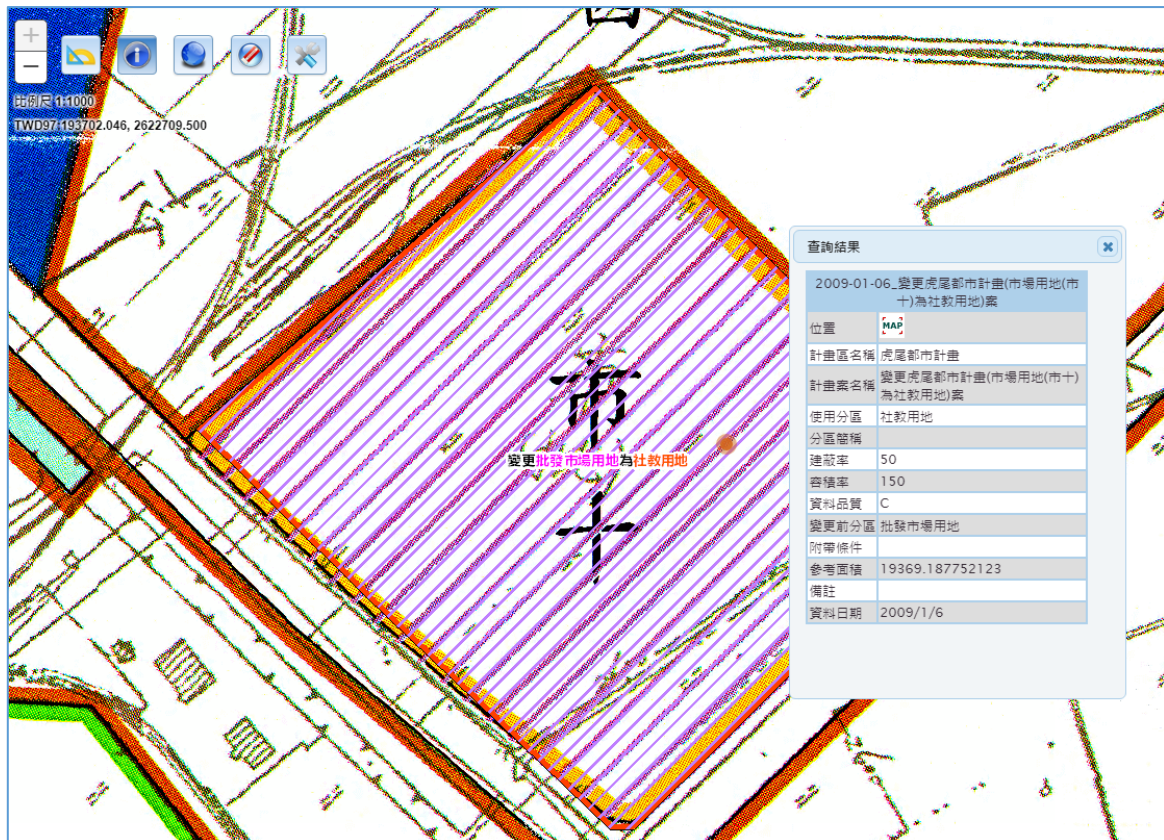 比例尺 1:1000
TWD97:193702.046, 2622709.500
市
變更批發市場用地為社教用地
十
查詢結果
2009-01-06_變更虎尾都市計畫(市場用地(市
十)為社教用地)案
位置 MAP
計畫區名稱 虎尾都市計畫
計畫案名稱 變更虎尾都市計畫(市場用地(市十)
為社教用地)案
使用分區 社教用地
分區簡稱
建蔽率 50
容積率 150
資料品質 C
變更前分區 批發市場用地
附帶條件
參考面積 19369.187752123
備註
資料日期 2009/1/6